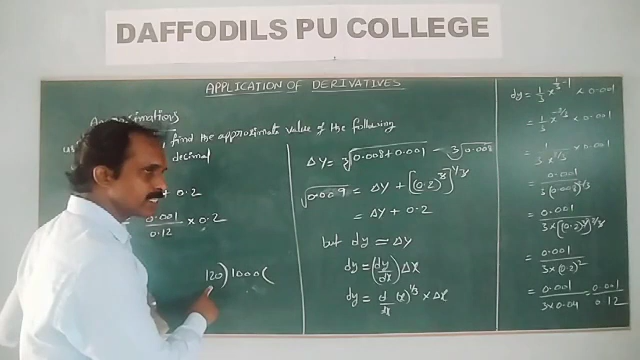 DAFFODILS PU COLLEGE
APPLICATION OF DERIVATIVES
find the approximate value of the following
decimal
+ 0.2
= 0.001/0.12 × 0.2
120)1000(
ΔY = 3√0.008+0.001 - 3√0.008
√0.009 = ΔY + [(0.2)^3]^1/3
= ΔY + 0.2
but dy ≃ ΔY
dy = (dy/dx) Δx
dy = d/dx (x)^1/3 × Δx
dy = 1/3 x^1/3-1 × 0.001
= 1/3 x^-2/3 × 0.001
= 1/3 x^2/3 × 0.001
= 0.001/3(0.008)^2/3
= 0.001/3×[(0.2)^3]^2/3
= 0.001/3×(0.2)^2
= 0.001/3×0.04 = 0.001/0.12